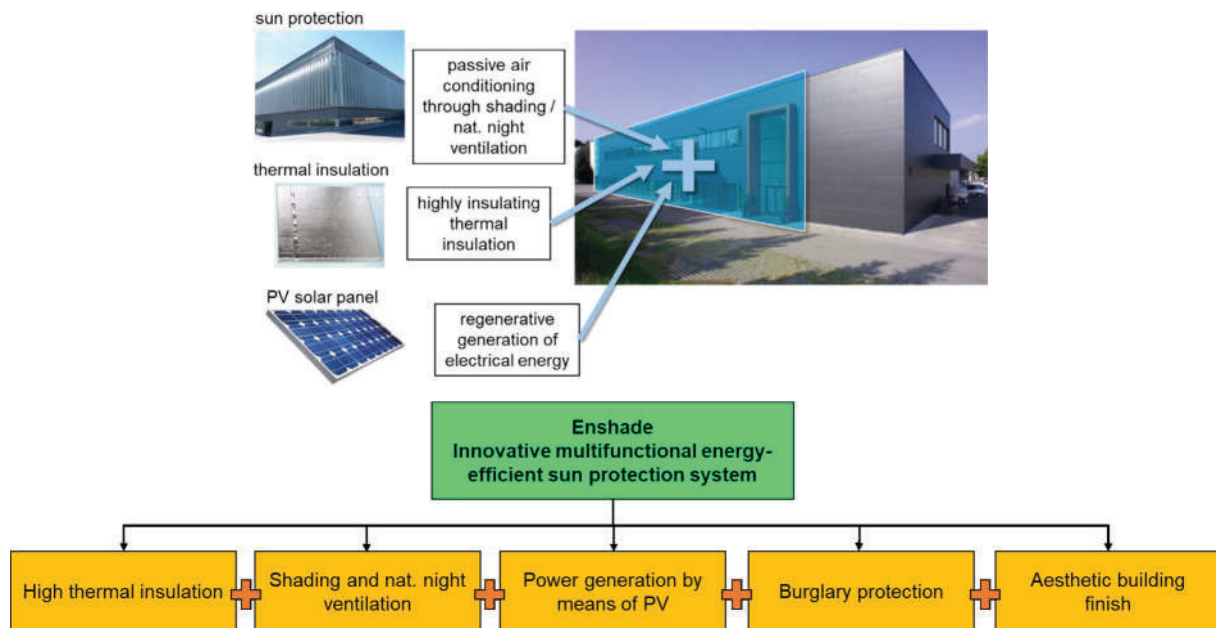 sun protection
passive air
conditioning
through shading /
nat. night
ventilation
thermal insulation
highly insulating
thermal
insulation
PV solar panel
regenerative
generation of
electrical energy
Enshade
Innovative multifunctional energy-
efficient sun protection
system
High thermal insulation
Shading and nat. night
ventilation
Power generation by
means of PV
Burglary protection
Aesthetic building
finish